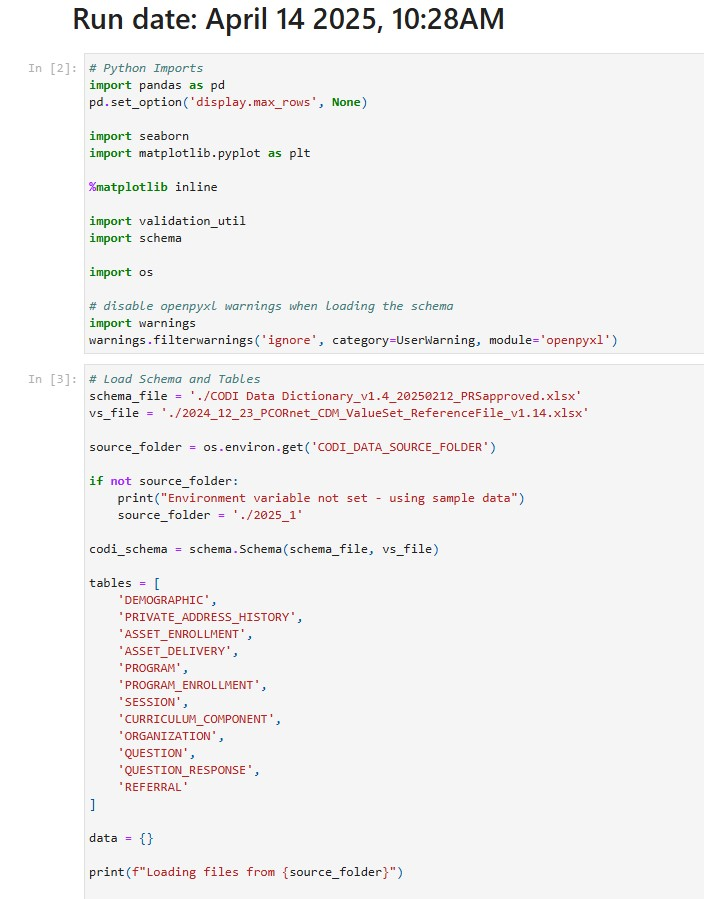 Run date: April 14 2025, 10:28AM
In [2]:
# Python Imports
import pandas as pd
pd.set_option('display.max_rows', None)
import seaborn
import matplotlib.pyplot as plt
%matplotlib inline
import validation_util
import schema
import os
# disable openpyxl warnings when loading the schema
import warnings
warnings.filterwarnings('ignore', category=UserWarning, module='openpyxl')
In [3]:
# Load Schema and Tables
schema_file = './CODI Data Dictionary_v1.4_20250212_PRSapproved.xlsx'
vs_file = './2024_12_23_PCORnet_CDM_ValueSet_ReferenceFile_v1.14.xlsx'
source_folder = os.environ.get('CODI_DATA_SOURCE_FOLDER')
if not source_folder:
    print("Environment variable not set - using sample data")
    source_folder = './2025_1'
codi_schema = schema.Schema(schema_file, vs_file)
tables = [
    'DEMOGRAPHIC',
    'PRIVATE_ADDRESS_HISTORY',
    'ASSET_ENROLLMENT',
    'ASSET_DELIVERY',
    'PROGRAM',
    'PROGRAM_ENROLLMENT',
    'SESSION',
    'CURRICULUM_COMPONENT',
    'ORGANIZATION',
    'QUESTION',
    'QUESTION_RESPONSE',
    'REFERRAL'
]
data = {}
print(f"Loading files from {source_folder}")